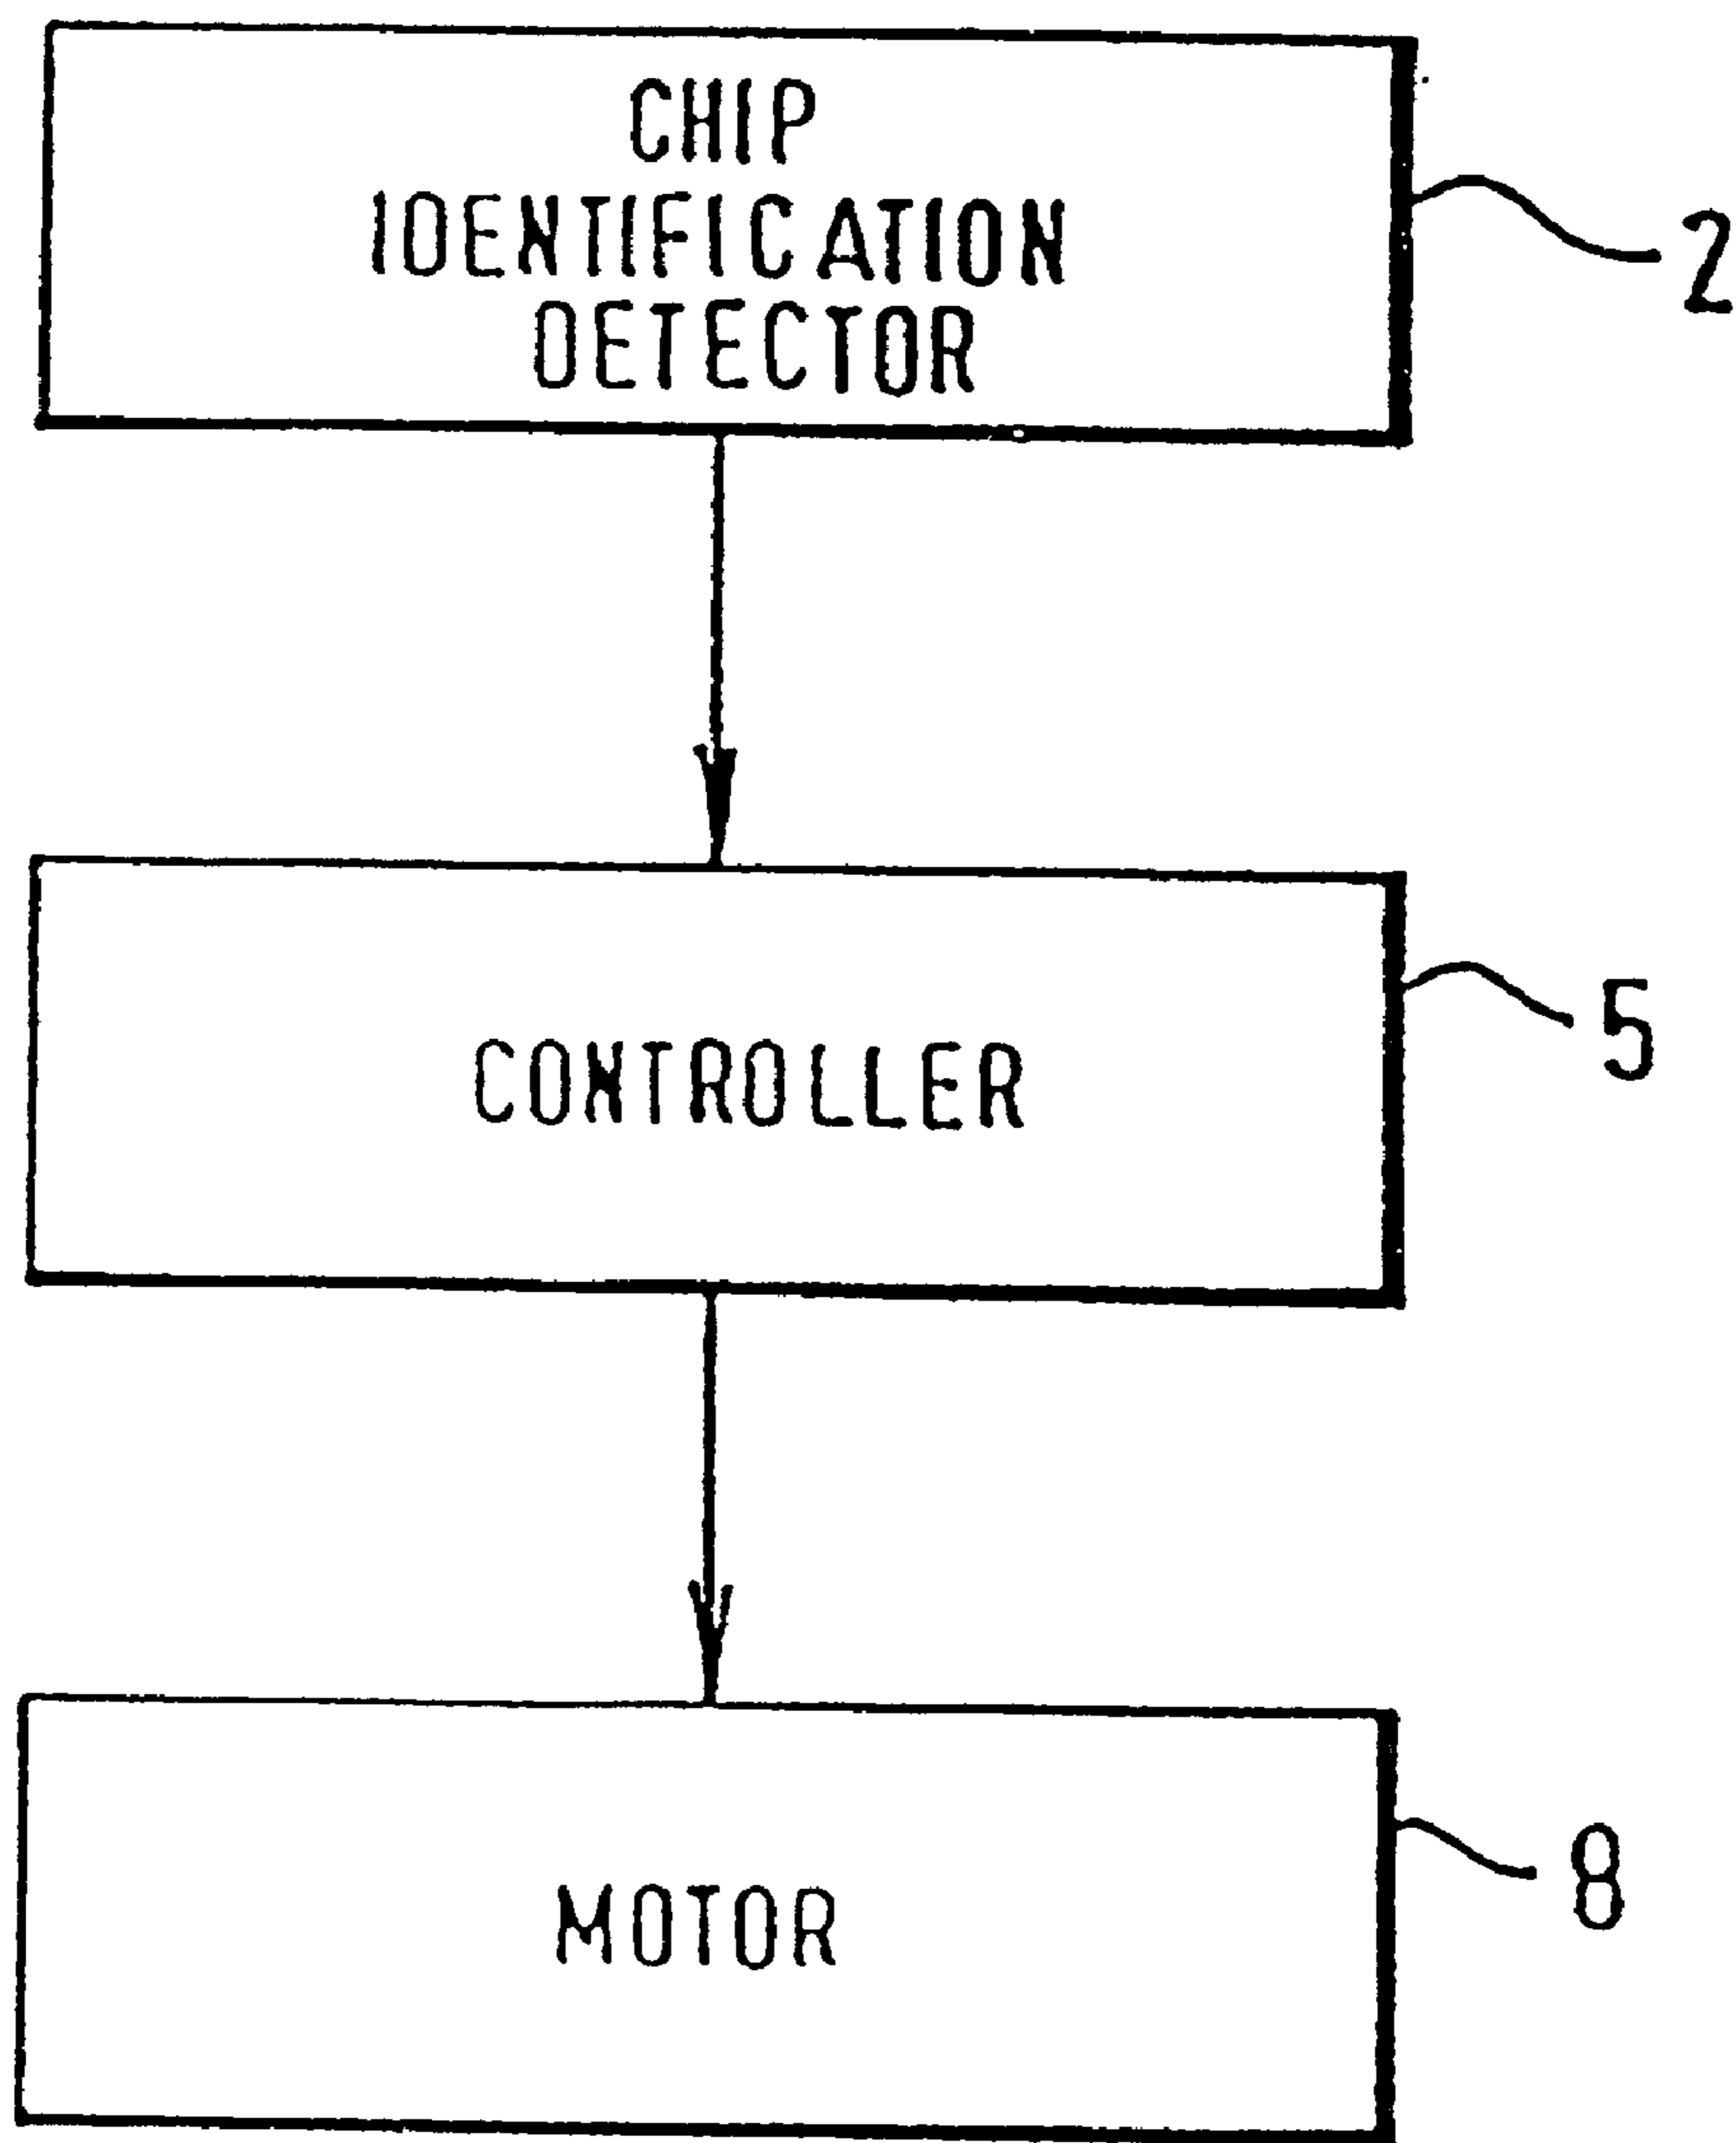 CHIP
IDENTIFICATION
DETECTOR
2
CONTROLLER
5
MOTOR
8